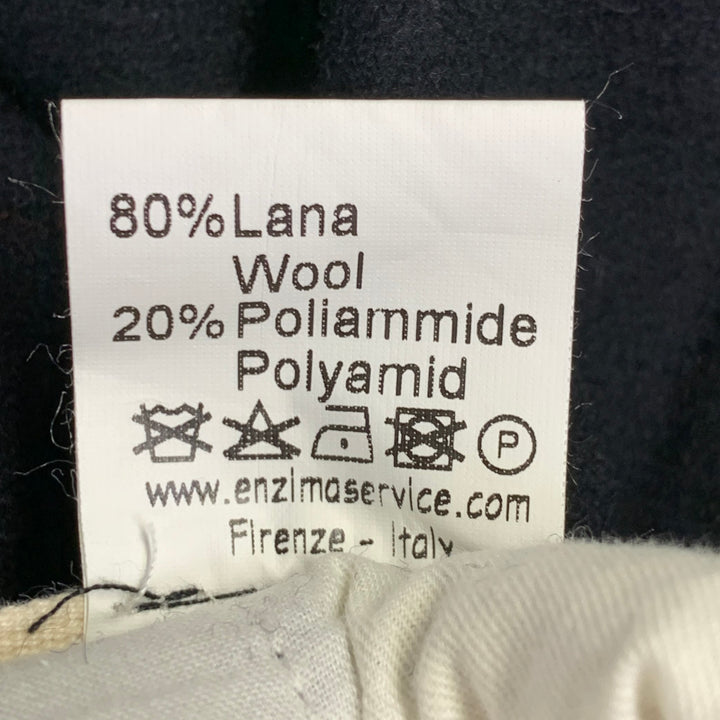 80% Lana
Wool
20% Poliammide
Polyamid
P
www.enzimaservice.com
Firenze - Italy